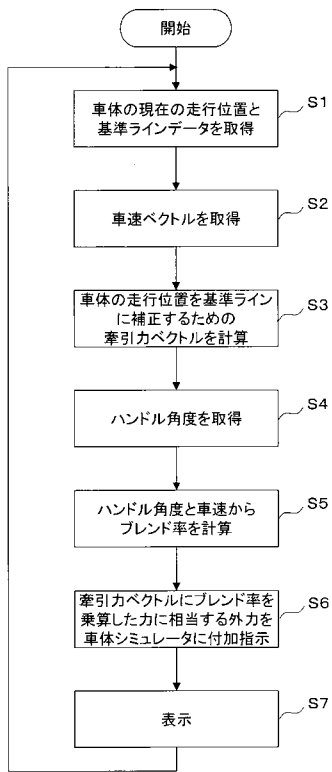 開始
S1
車体の現在の走行位置と
基準ラインデータを取得
S2
車速ベクトルを取得
S3
車体の走行位置を基準ライン
に補正するための
牽引力ベクトルを計算
S4
ハンドル角度を取得
S5
ハンドル角度と車速から
ブレンド率を計算
S6
牽引力ベクトルにブレンド率を
乗算した力に相当する外力を
車体シミュレータに付加指示
S7
表示